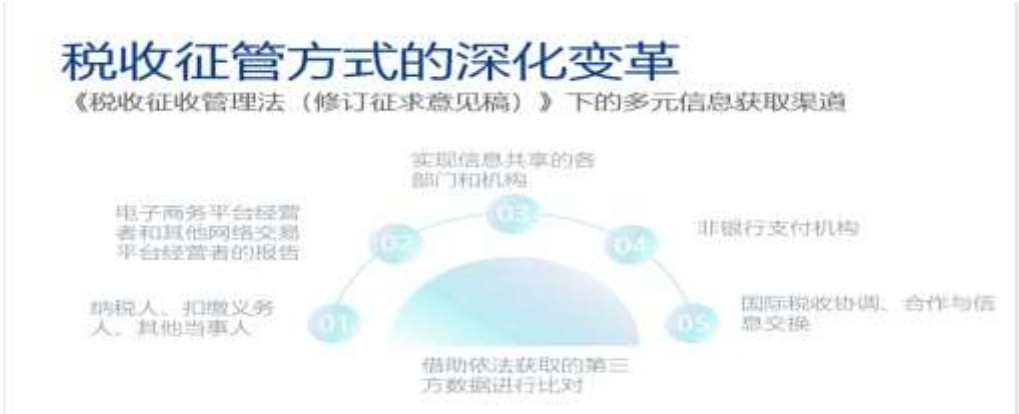 税收征管方式的深化变革
《税收征收管理法（修订征求意见稿）》下的多元信息获取渠道
纳税人、扣缴义务
人、其他当事人
01
电子商务平台经营
者和其他网络交易
平台经营者的报告
02
实现信息共享的各
部门和机构
03
04
非银行支付机构
05
国际税收协调、合作与信
息交换
借助依法获取的第三
方数据进行比对